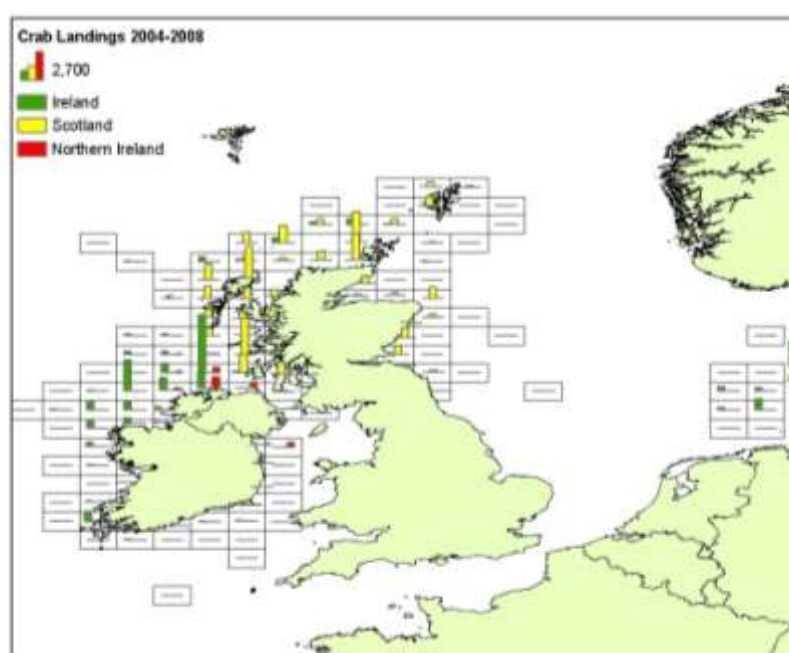 Crab Landings 2004-2008
2,700
Ireland
Scotland
Northern Ireland